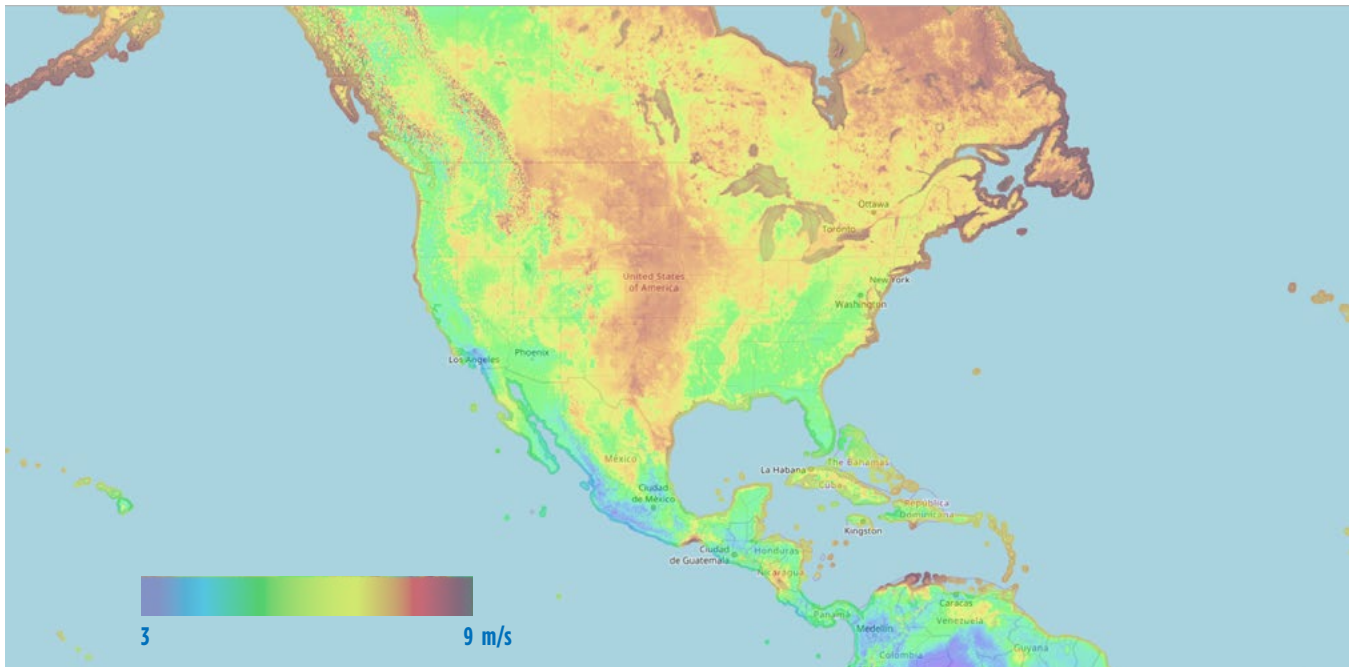 Ottawa
Toronto
United States
of America
New York
Washington
Los Angeles
Phoenix
México
La Habana
The Bahamas
Cuba
Ciudad
de México
República
Dominicana
Kingston
Ciudad
de Guatemala
Honduras
Nicaragua
Caracas
Panamá
Medellín
Venezuela
Guyana
Colombia
3
9 m/s